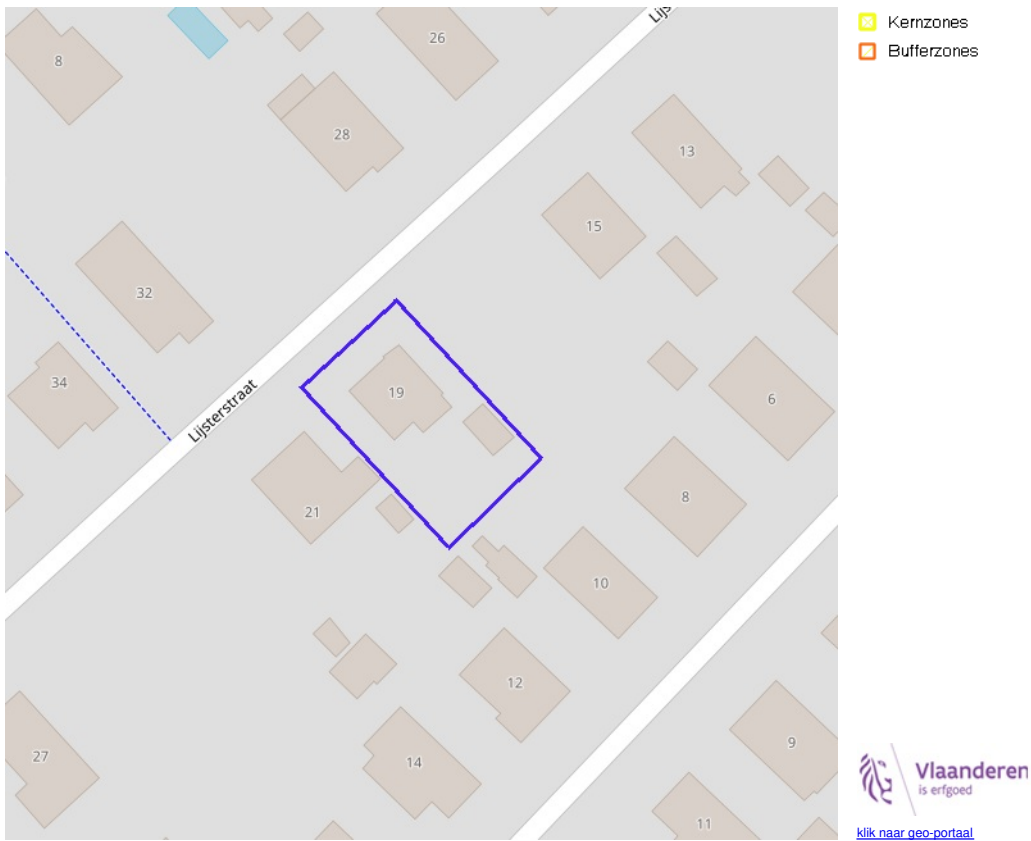 Kernzones
Bufferzones
Lijs
26
8
28
13
15
32
34
19
6
Lijsterstraat
8
21
10
12
27
14
9
11
Vlaanderen
is erfgoed
klik naar geo-portaal